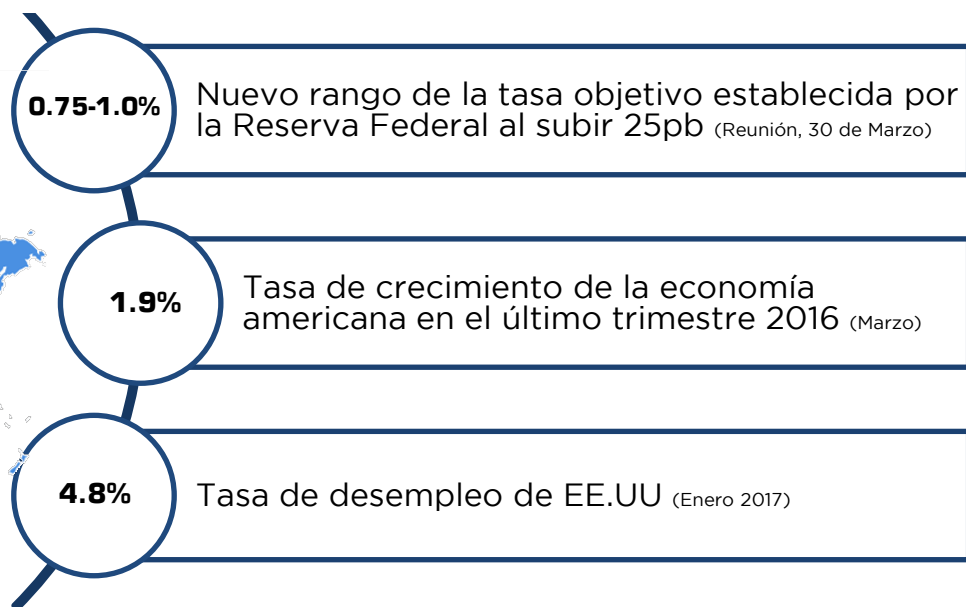 0.75-1.0%
Nuevo rango de la tasa objetivo establecida por
la Reserva Federal al subir 25pb (Reunión, 30 de Marzo)
1.9%
Tasa de crecimiento de la economía
americana en el último trimestre 2016 (Marzo)
4.8%
Tasa de desempleo de EE.UU (Enero 2017)